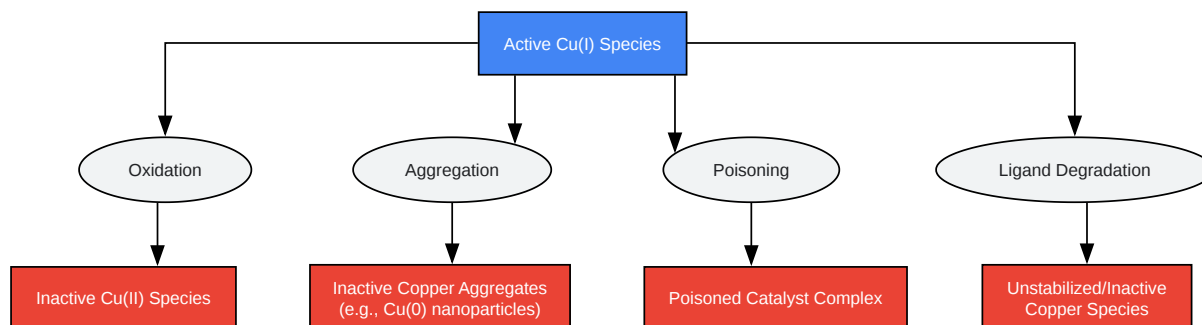 Active Cu(I) Species
Oxidation
Aggregation
Poisoning
Ligand Degradation
Inactive Cu(II) Species
Inactive Copper Aggregates
(e.g., Cu(0) nanoparticles)
Poisoned Catalyst Complex
Unstabilized/Inactive
Copper Species